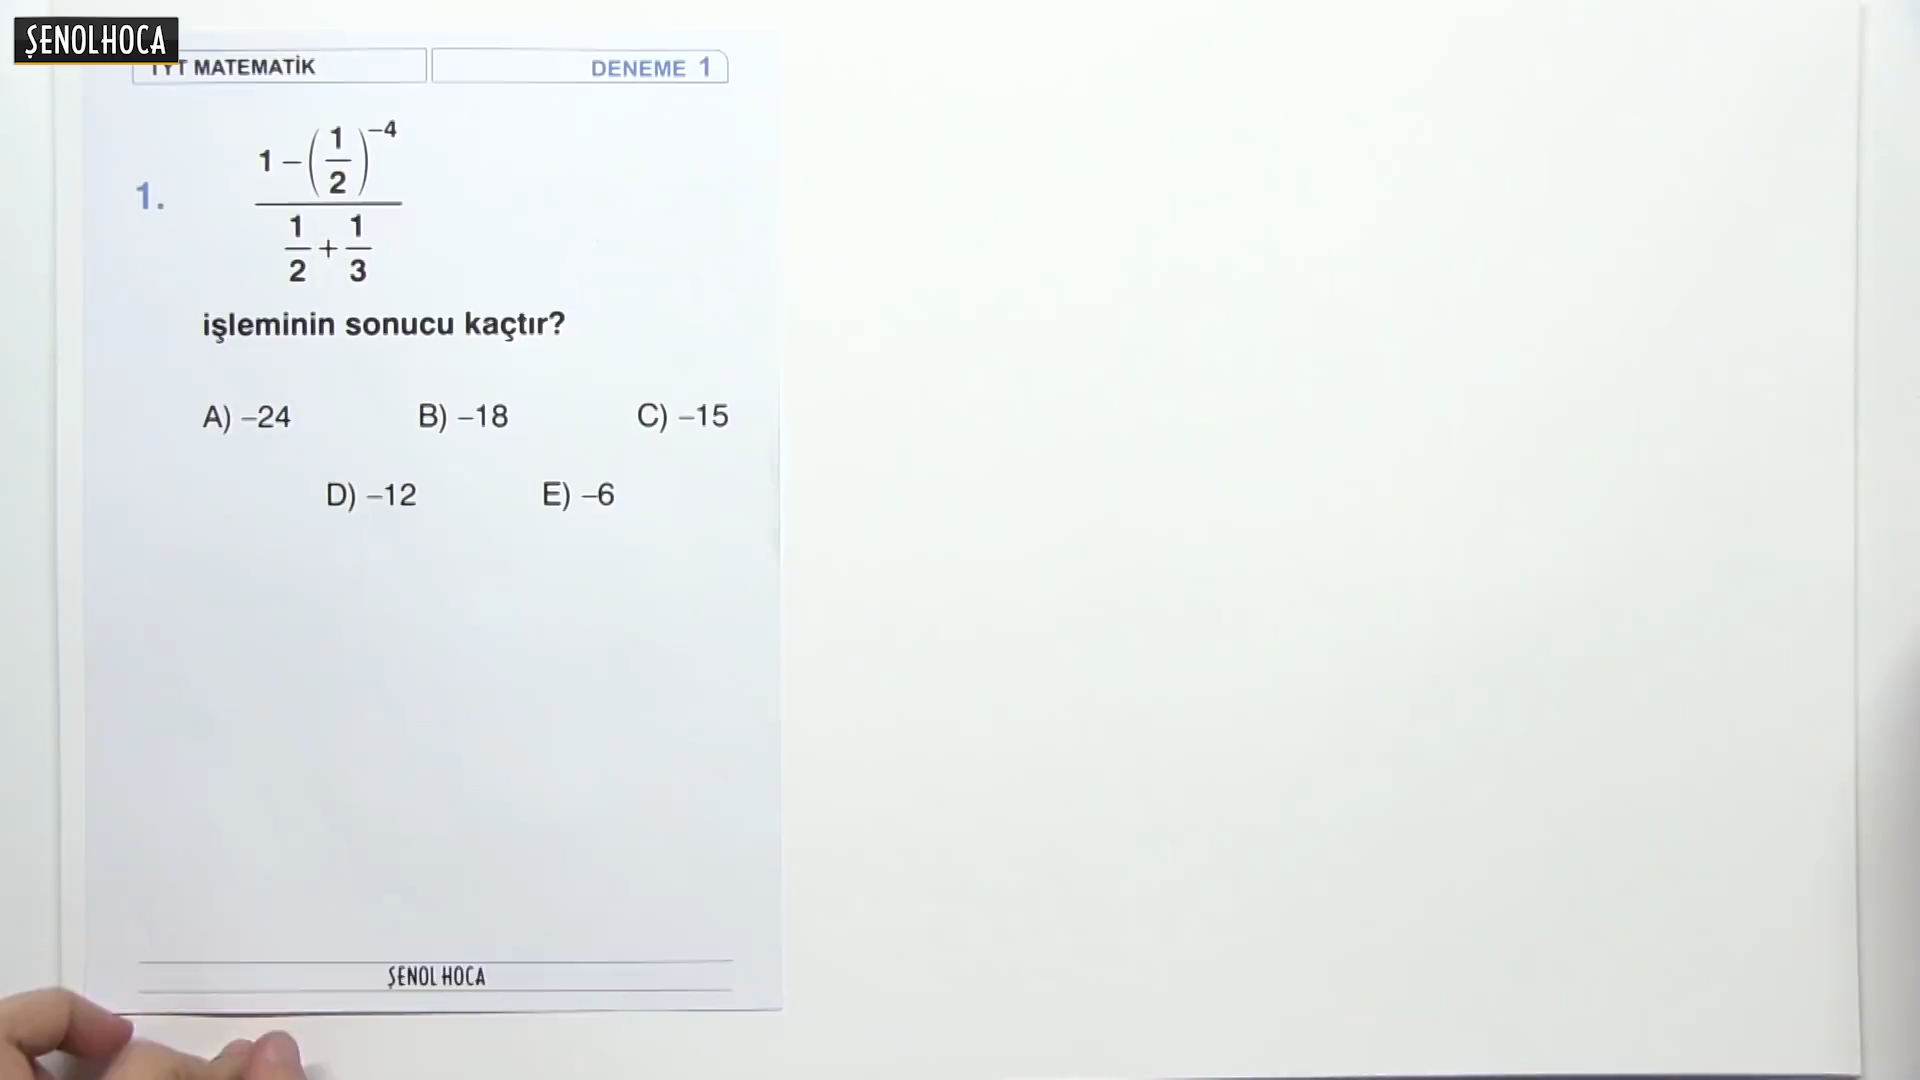 ŞENOLHOCA
TYT MATEMATİK
DENEME 1
1.
1 − (1/2)^−4
1/2 + 1/3
işleminin sonucu kaçtır?
A) −24 B) −18 C) −15
D) −12 E) −6
ŞENOL HOCA